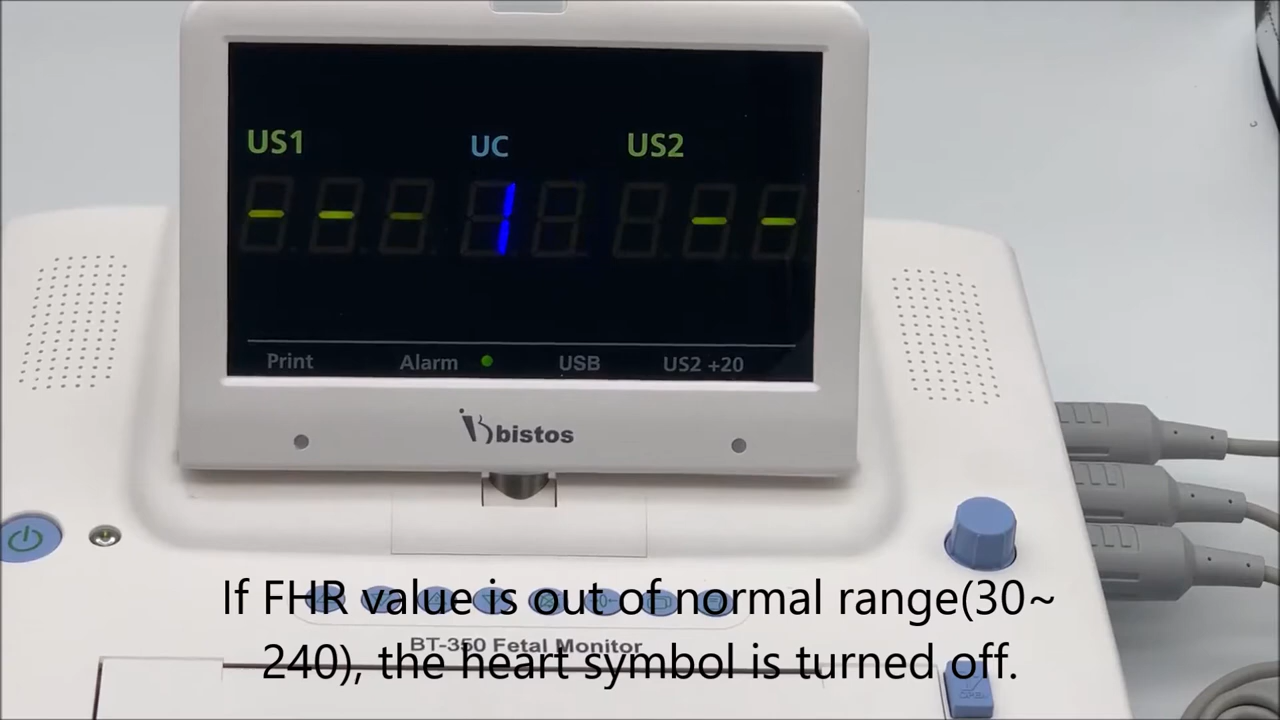 US1 UC US2
- - - 1 - -
Print Alarm USB US2 +20
bistos
If FHR value is out of normal range(30~
BT-350 Fetal Monitor
240), the heart symbol is turned off.